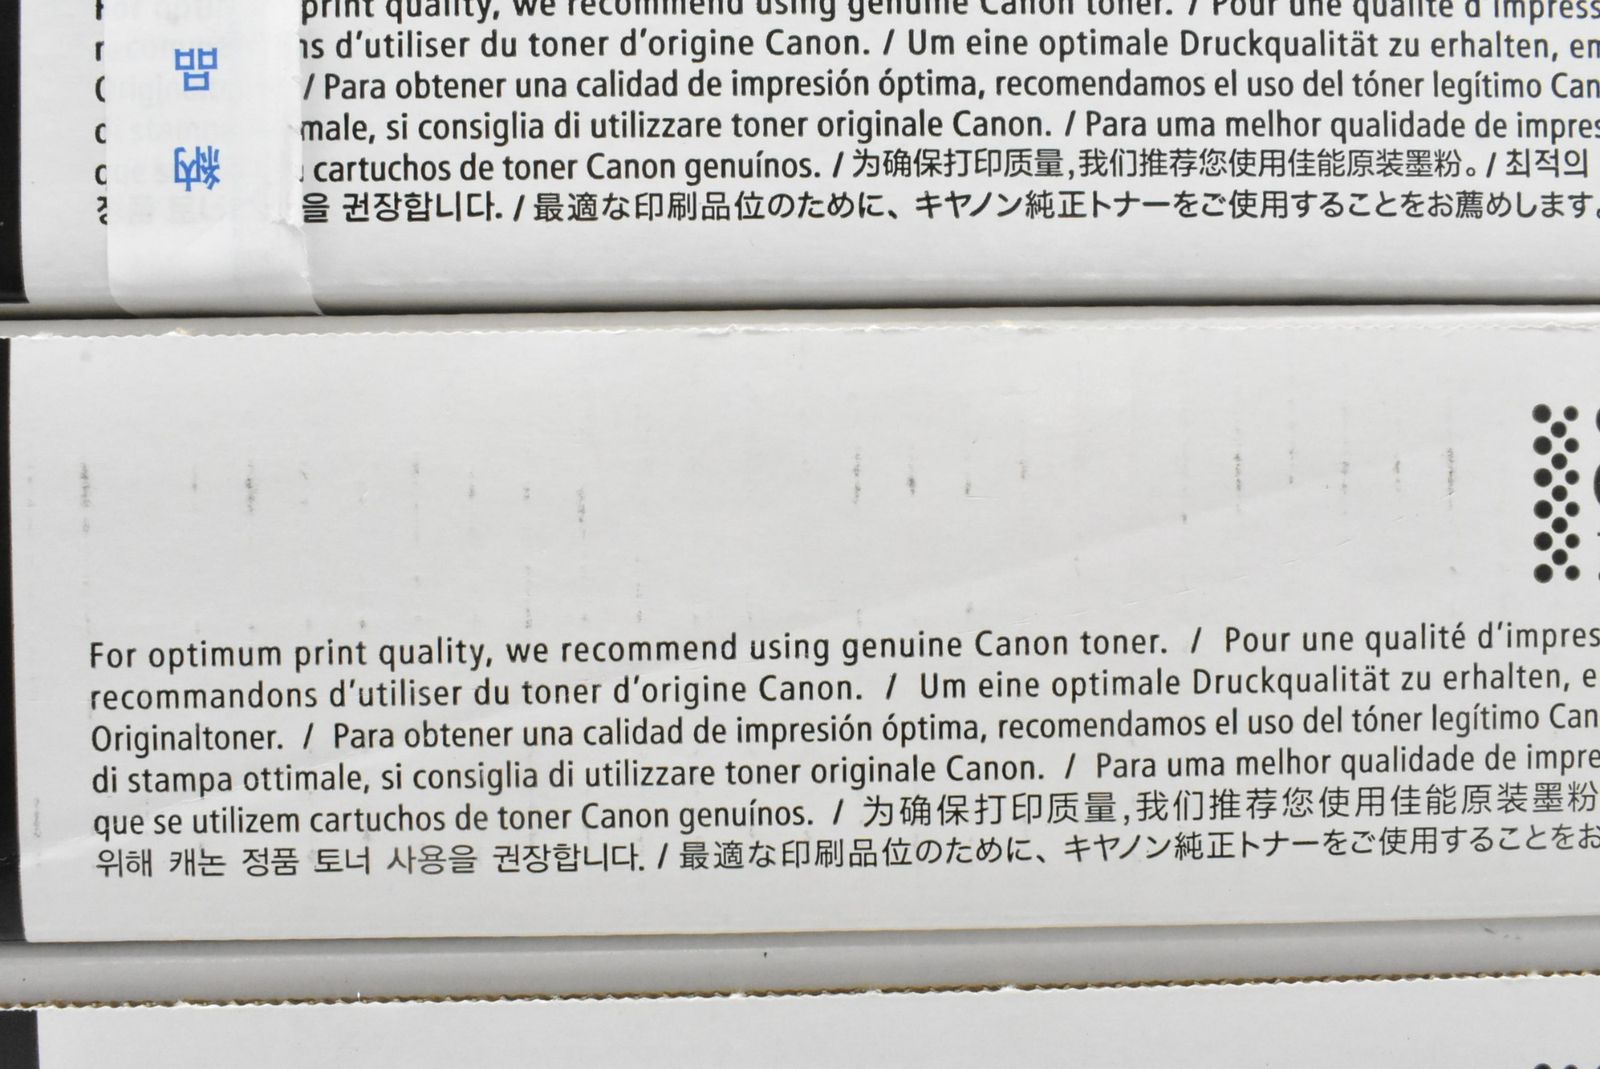 print quality, we recommend using genuine Canon toner. / Pour une qualité d'impress
ns d'utiliser du toner d'origine Canon. / Um eine optimale Druckqualität zu erhalten, em
/ Para obtener una calidad de impresión óptima, recomendamos el uso del tóner legítimo Can
male, si consiglia di utilizzare toner originale Canon. / Para uma melhor qualidade de impres
cartuchos de toner Canon genuínos. / 为确保打印质量,我们推荐您使用佳能原装墨粉。/ 최적의
을 권장합니다. / 最適な印刷品位のために、キヤノン純正トナーをご使用することをお薦めします。
納品
For optimum print quality, we recommend using genuine Canon toner. / Pour une qualité d'impres
recommandons d'utiliser du toner d'origine Canon. / Um eine optimale Druckqualität zu erhalten, e
Originaltoner. / Para obtener una calidad de impresión óptima, recomendamos el uso del tóner legítimo Can
di stampa ottimale, si consiglia di utilizzare toner originale Canon. / Para uma melhor qualidade de impre
que se utilizem cartuchos de toner Canon genuínos. / 为确保打印质量,我们推荐您使用佳能原装墨粉
위해 캐논 정품 토너 사용을 권장합니다. / 最適な印刷品位のために、キヤノン純正トナーをご使用することをお